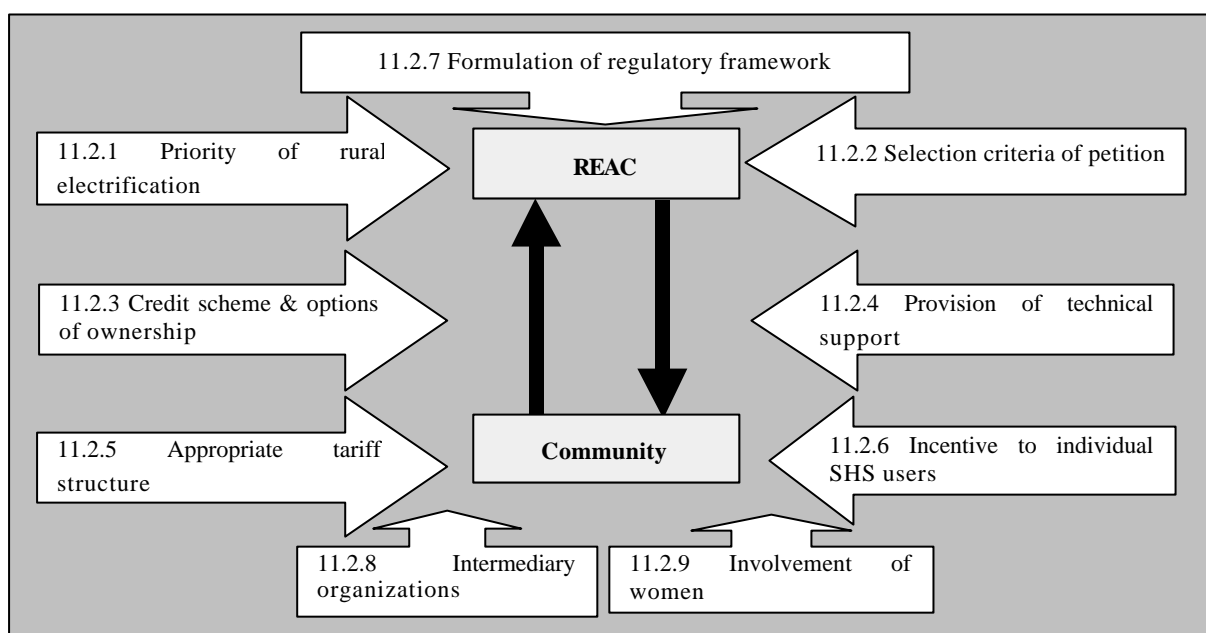 11.2.7 Formulation of regulatory framework
11.2.1 Priority of rural
electrification
REAC
11.2.2 Selection criteria of petition
11.2.3 Credit scheme & options
of ownership
11.2.4 Provision of technical
support
11.2.5 Appropriate tariff
structure
Community
11.2.6 Incentive to individual
SHS users
11.2.8 Intermediary
organizations
11.2.9 Involvement of
women